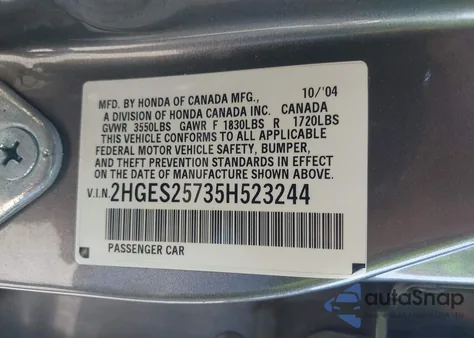 MFD. BY HONDA OF CANADA MFG., 10/'04
A DIVISION OF HONDA CANADA INC. CANADA
GVWR 3550LBS GAWR F 1830LBS R 1720LBS
THIS VEHICLE CONFORMS TO ALL APPLICABLE
FEDERAL MOTOR VEHICLE SAFETY, BUMPER,
AND THEFT PREVENTION STANDARDS IN EFFECT
ON THE DATE OF MANUFACTURE SHOWN ABOVE.
V.I.N. 2HGES25735H523244
PASSENGER CAR
autoSnap